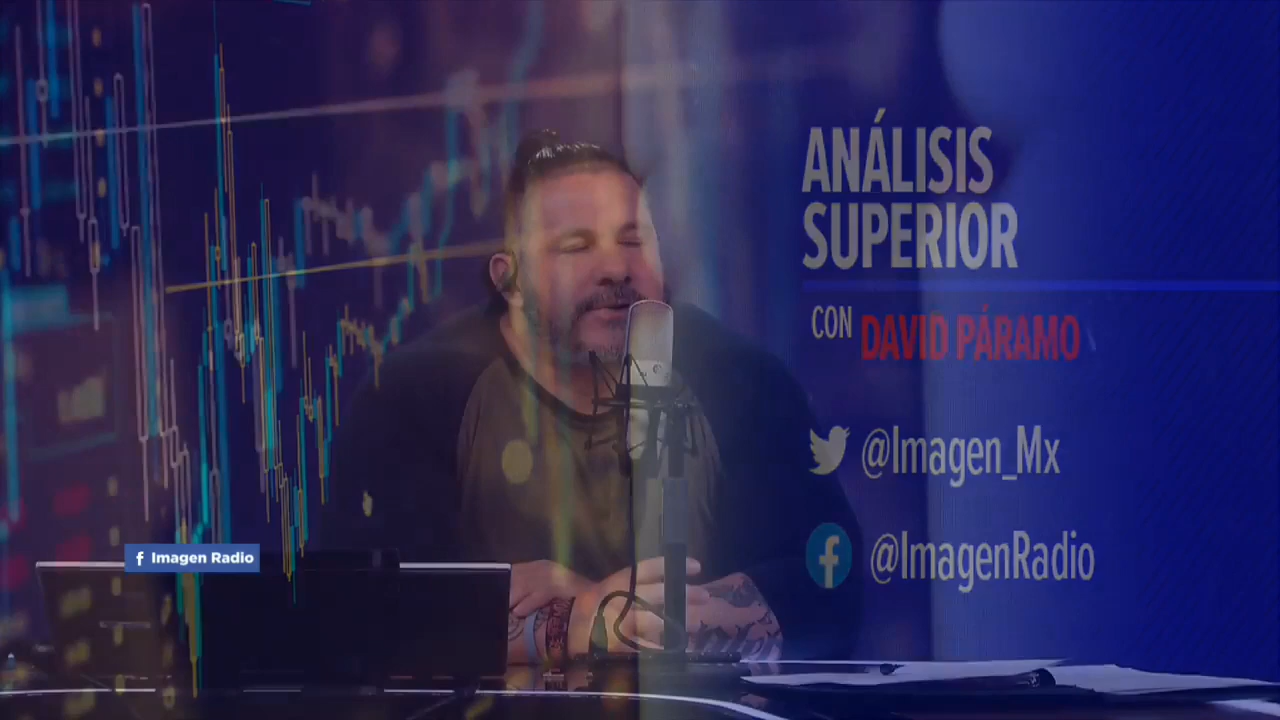 ANÁLISIS
SUPERIOR
CON DAVID PÁRAMO
@Imagen_Mx
@ImagenRadio
Imagen Radio